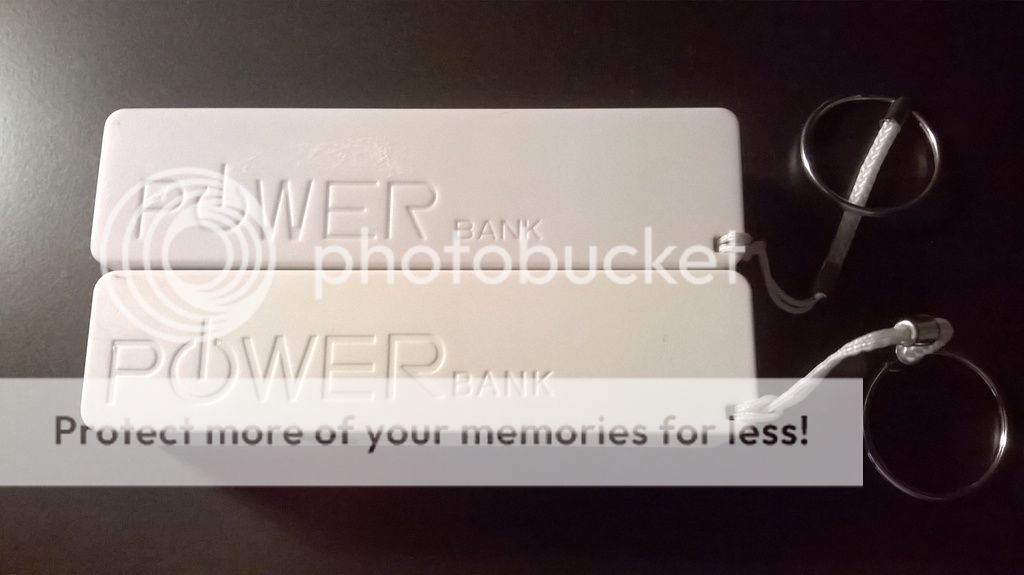 POWER BANK
photobucket
POWER BANK
Protect more of your memories for less!